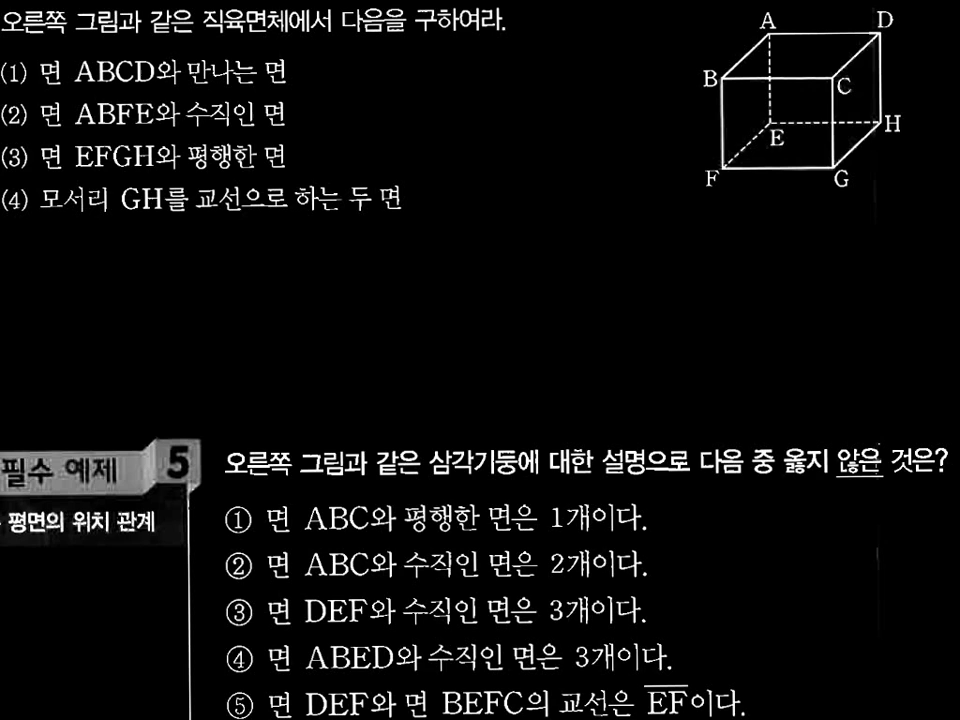 오른쪽 그림과 같은 직육면체에서 다음을 구하여라.
(1) 면 ABCD와 만나는 면
(2) 면 ABFE와 수직인 면
(3) 면 EFGH와 평행한 면
(4) 모서리 GH를 교선으로 하는 두 면
A D
B C
E H
F G
필수 예제 5
평면의 위치 관계
오른쪽 그림과 같은 삼각기둥에 대한 설명으로 다음 중 옳지 않은 것은?
① 면 ABC와 평행한 면은 1개이다.
② 면 ABC와 수직인 면은 2개이다.
③ 면 DEF와 수직인 면은 3개이다.
④ 면 ABED와 수직인 면은 3개이다.
⑤ 면 DEF와 면 BEFC의 교선은 E̅F̅이다.